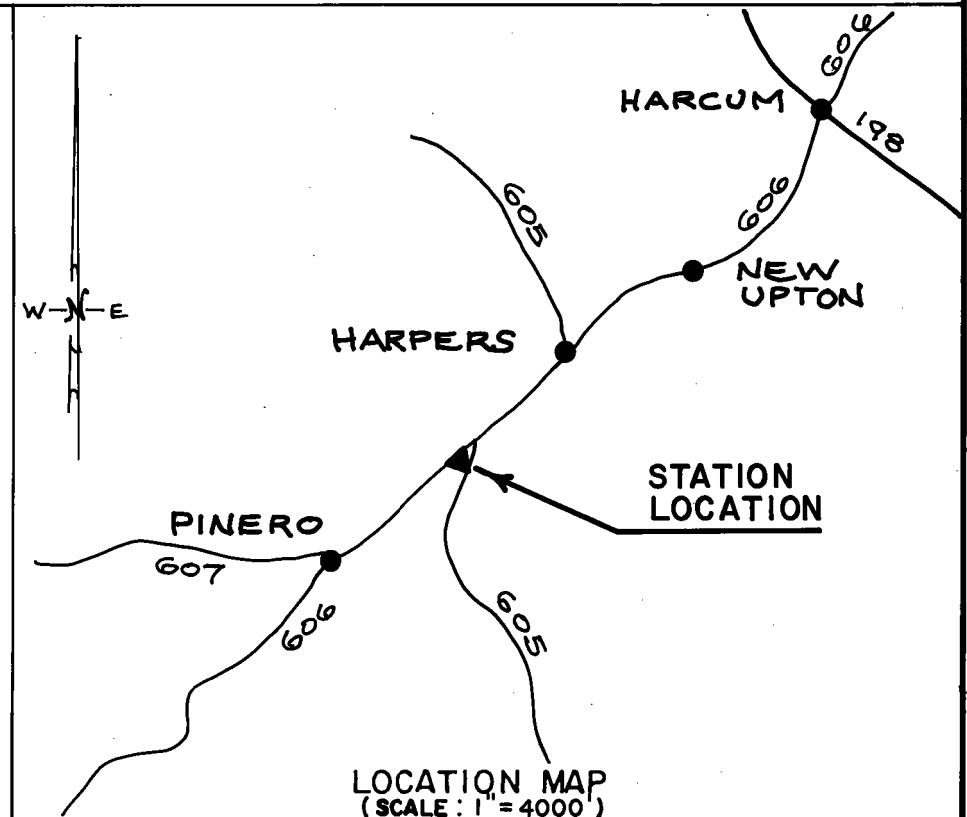 606
HARCUM
198
605
606
NEW
UPTON
W-N-E
HARPERS
STATION
LOCATION
PINERO
607
606
605
LOCATION MAP
(SCALE: 1" = 4000')